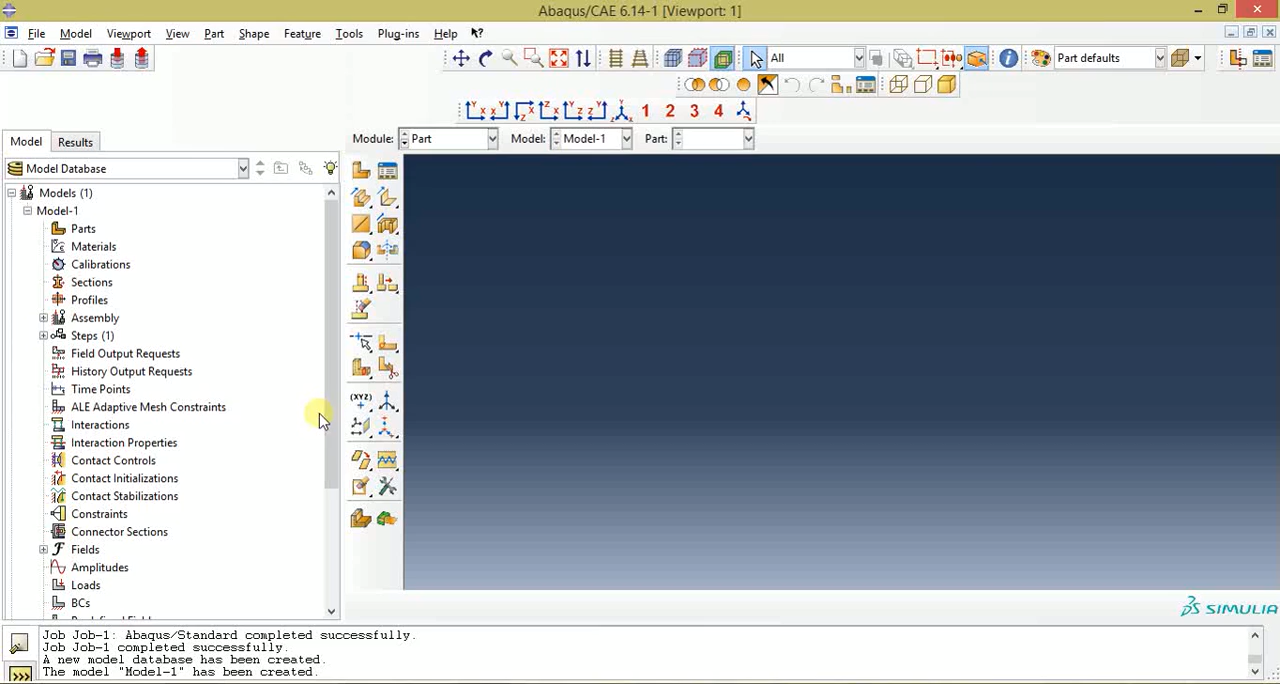 Abaqus/CAE 6.14-1 [Viewport: 1]
File Model Viewport View Part Shape Feature Tools Plug-ins Help
All Part defaults
1 2 3 4
Model Results
Module: Part Model: Model-1 Part:
Model Database
Models (1)
Model-1
Parts
Materials
Calibrations
Sections
Profiles
Assembly
Steps (1)
Field Output Requests
History Output Requests
Time Points
ALE Adaptive Mesh Constraints
Interactions
Interaction Properties
Contact Controls
Contact Initializations
Contact Stabilizations
Constraints
Connector Sections
Fields
Amplitudes
Loads
BCs
(XYZ)
SIMULIA
Job Job-1: Abaqus/Standard completed successfully.
Job Job-1 completed successfully.
A new model database has been created.
The model "Model-1" has been created.
>>>